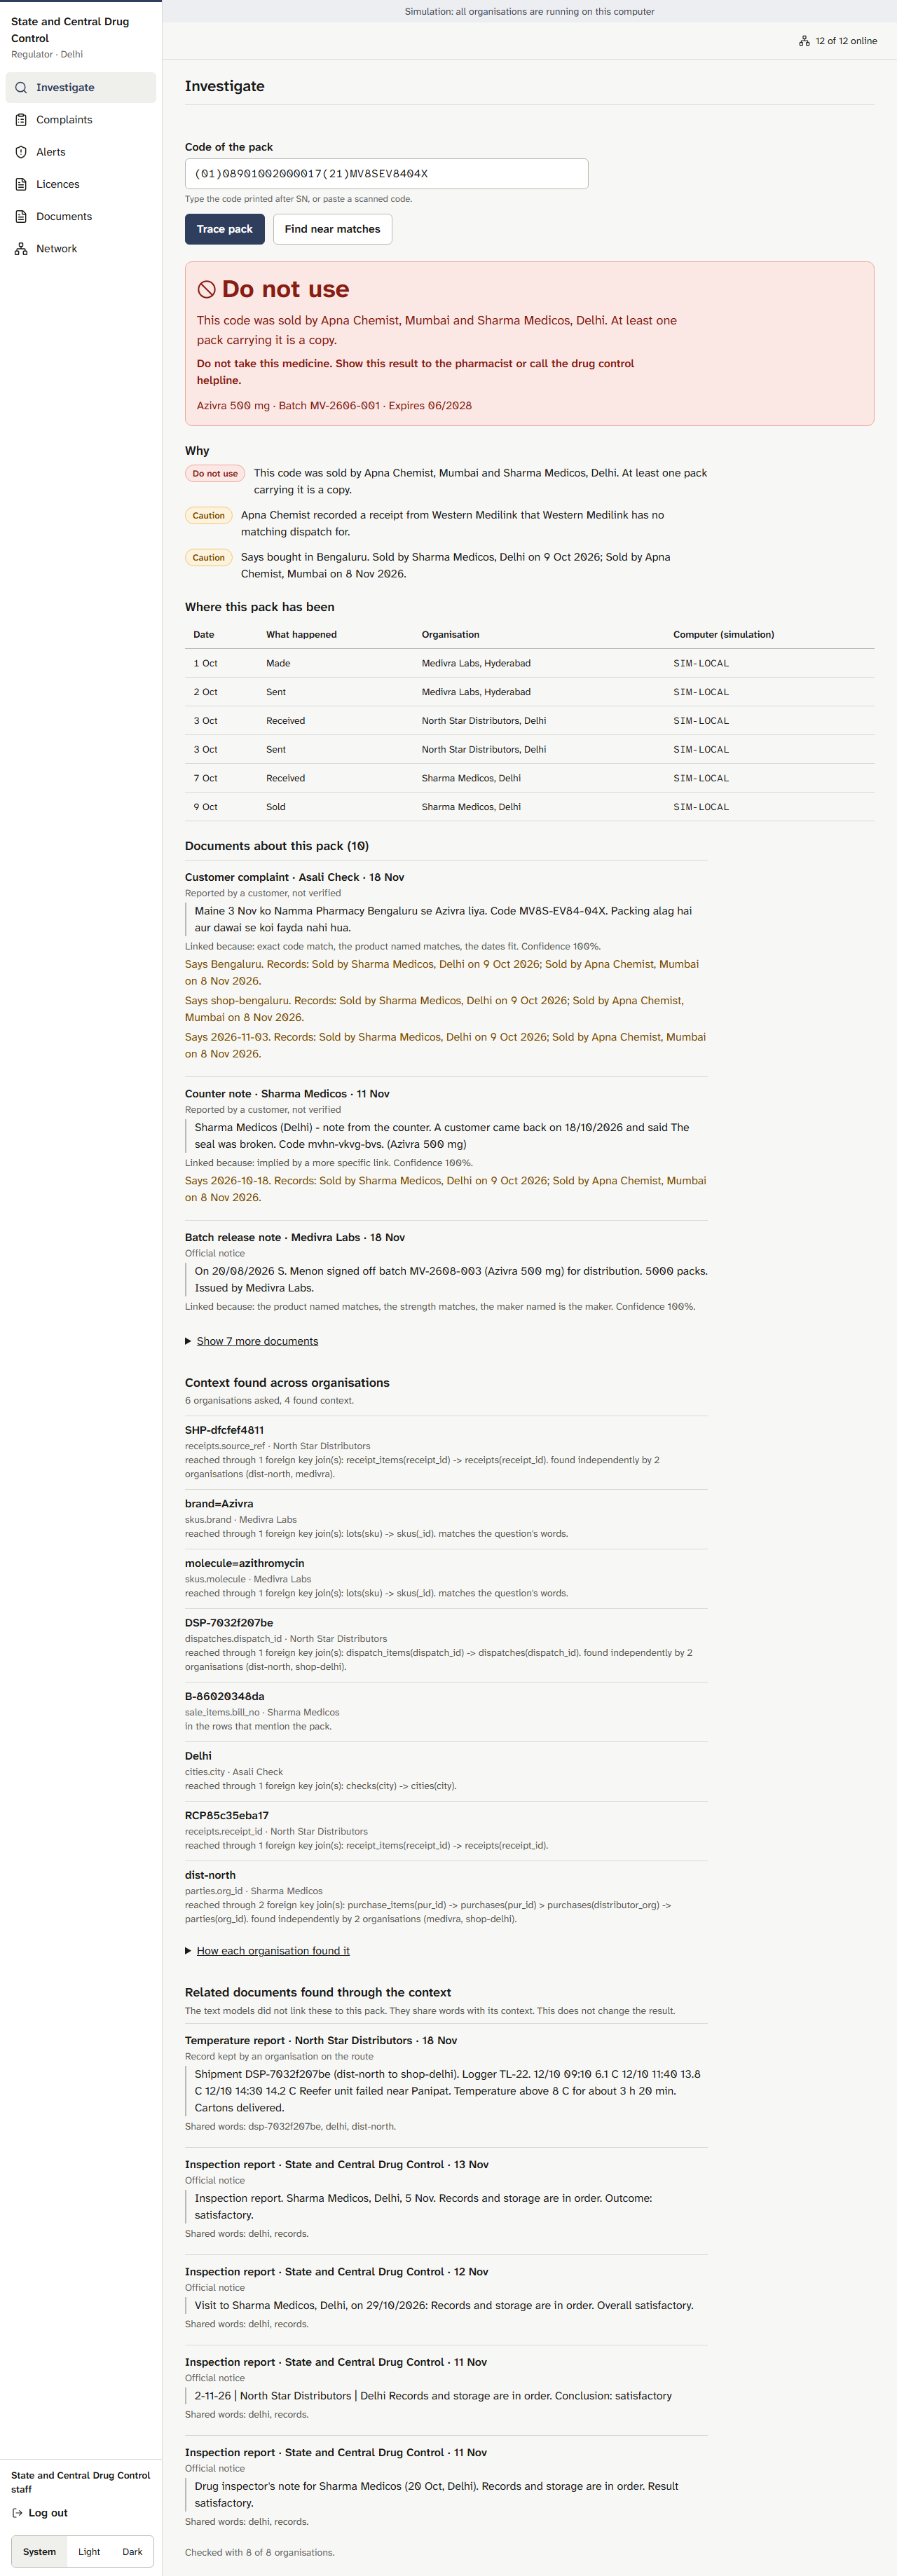 Simulation: all organisations are running on this computer
State and Central Drug
Control
Regulator · Delhi
Investigate
Complaints
Alerts
Licences
Documents
Network
12 of 12 online
Investigate
Code of the pack
(01)08901002000017(21)MV8SEV8404X
Type the code printed after SN, or paste a scanned code.
Trace pack
Find near matches
Do not use
This code was sold by Apna Chemist, Mumbai and Sharma Medicos, Delhi. At least one
pack carrying it is a copy.
Do not take this medicine. Show this result to the pharmacist or call the drug control
helpline.
Azivra 500 mg · Batch MV-2606-001 · Expires 06/2028
Why
Do not use This code was sold by Apna Chemist, Mumbai and Sharma Medicos, Delhi. At least one pack
carrying it is a copy.
Caution Apna Chemist recorded a receipt from Western Medilink that Western Medilink has no
matching dispatch for.
Caution Says bought in Bengaluru. Sold by Sharma Medicos, Delhi on 9 Oct 2026; Sold by Apna
Chemist, Mumbai on 8 Nov 2026.
Where this pack has been
Date What happened Organisation Computer (simulation)
1 Oct Made Medivra Labs, Hyderabad SIM-LOCAL
2 Oct Sent Medivra Labs, Hyderabad SIM-LOCAL
3 Oct Received North Star Distributors, Delhi SIM-LOCAL
3 Oct Sent North Star Distributors, Delhi SIM-LOCAL
7 Oct Received Sharma Medicos, Delhi SIM-LOCAL
9 Oct Sold Sharma Medicos, Delhi SIM-LOCAL
Documents about this pack (10)
Customer complaint · Asali Check · 18 Nov
Reported by a customer, not verified
Maine 3 Nov ko Namma Pharmacy Bengaluru se Azivra liya. Code MV8S-EV84-04X. Packing alag hai
aur dawai se koi fayda nahi hua.
Linked because: exact code match, the product named matches, the dates fit. Confidence 100%.
Says Bengaluru. Records: Sold by Sharma Medicos, Delhi on 9 Oct 2026; Sold by Apna Chemist, Mumbai
on 8 Nov 2026.
Says shop-bengaluru. Records: Sold by Sharma Medicos, Delhi on 9 Oct 2026; Sold by Apna Chemist,
Mumbai on 8 Nov 2026.
Says 2026-11-03. Records: Sold by Sharma Medicos, Delhi on 9 Oct 2026; Sold by Apna Chemist, Mumbai
on 8 Nov 2026.
Counter note · Sharma Medicos · 11 Nov
Reported by a customer, not verified
Sharma Medicos (Delhi) - note from the counter. A customer came back on 18/10/2026 and said The
seal was broken. Code mvhn-vkvg-bvs. (Azivra 500 mg)
Linked because: implied by a more specific link. Confidence 100%.
Says 2026-10-18. Records: Sold by Sharma Medicos, Delhi on 9 Oct 2026; Sold by Apna Chemist, Mumbai
on 8 Nov 2026.
Batch release note · Medivra Labs · 18 Nov
Official notice
On 20/08/2026 S. Menon signed off batch MV-2608-003 (Azivra 500 mg) for distribution. 5000 packs.
Issued by Medivra Labs.
Linked because: the product named matches, the strength matches, the maker named is the maker. Confidence 100%.
Show 7 more documents
Context found across organisations
6 organisations asked, 4 found context.
SHP-dfcfef4811
receipts.source_ref · North Star Distributors
reached through 1 foreign key join(s): receipt_items(receipt_id) -> receipts(receipt_id). found independently by 2
organisations (dist-north, medivra).
brand=Azivra
skus.brand · Medivra Labs
reached through 1 foreign key join(s): lots(sku) -> skus(_id). matches the question's words.
molecule=azithromycin
skus.molecule · Medivra Labs
reached through 1 foreign key join(s): lots(sku) -> skus(_id). matches the question's words.
DSP-7032f207be
dispatches.dispatch_id · North Star Distributors
reached through 1 foreign key join(s): dispatch_items(dispatch_id) -> dispatches(dispatch_id). found independently by 2
organisations (dist-north, shop-delhi).
B-86020348da
sale_items.bill_no · Sharma Medicos
in the rows that mention the pack.
Delhi
cities.city · Asali Check
reached through 1 foreign key join(s): checks(city) -> cities(city).
RCP85c35eba17
receipts.receipt_id · North Star Distributors
reached through 1 foreign key join(s): receipt_items(receipt_id) -> receipts(receipt_id).
dist-north
parties.org_id · Sharma Medicos
reached through 2 foreign key join(s): purchase_items(pur_id) -> purchases(pur_id) > purchases(distributor_org) ->
parties(org_id). found independently by 2 organisations (medivra, shop-delhi).
How each organisation found it
Related documents found through the context
The text models did not link these to this pack. They share words with its context. This does not change the result.
Temperature report · North Star Distributors · 18 Nov
Record kept by an organisation on the route
Shipment DSP-7032f207be (dist-north to shop-delhi). Logger TL-22. 12/10 09:10 6.1 C 12/10 11:40 13.8
C 12/10 14:30 14.2 C Reefer unit failed near Panipat. Temperature above 8 C for about 3 h 20 min.
Cartons delivered.
Shared words: dsp-7032f207be, delhi, dist-north.
Inspection report · State and Central Drug Control · 13 Nov
Official notice
Inspection report. Sharma Medicos, Delhi, 5 Nov. Records and storage are in order. Outcome:
satisfactory.
Shared words: delhi, records.
Inspection report · State and Central Drug Control · 12 Nov
Official notice
Visit to Sharma Medicos, Delhi, on 29/10/2026: Records and storage are in order. Overall satisfactory.
Shared words: delhi, records.
Inspection report · State and Central Drug Control · 11 Nov
Official notice
2-11-26 | North Star Distributors | Delhi Records and storage are in order. Conclusion: satisfactory
Shared words: delhi, records.
Inspection report · State and Central Drug Control · 11 Nov
Official notice
Drug inspector's note for Sharma Medicos (20 Oct, Delhi). Records and storage are in order. Result
satisfactory.
Shared words: delhi, records.
Checked with 8 of 8 organisations.
State and Central Drug Control
staff
Log out
System Light Dark